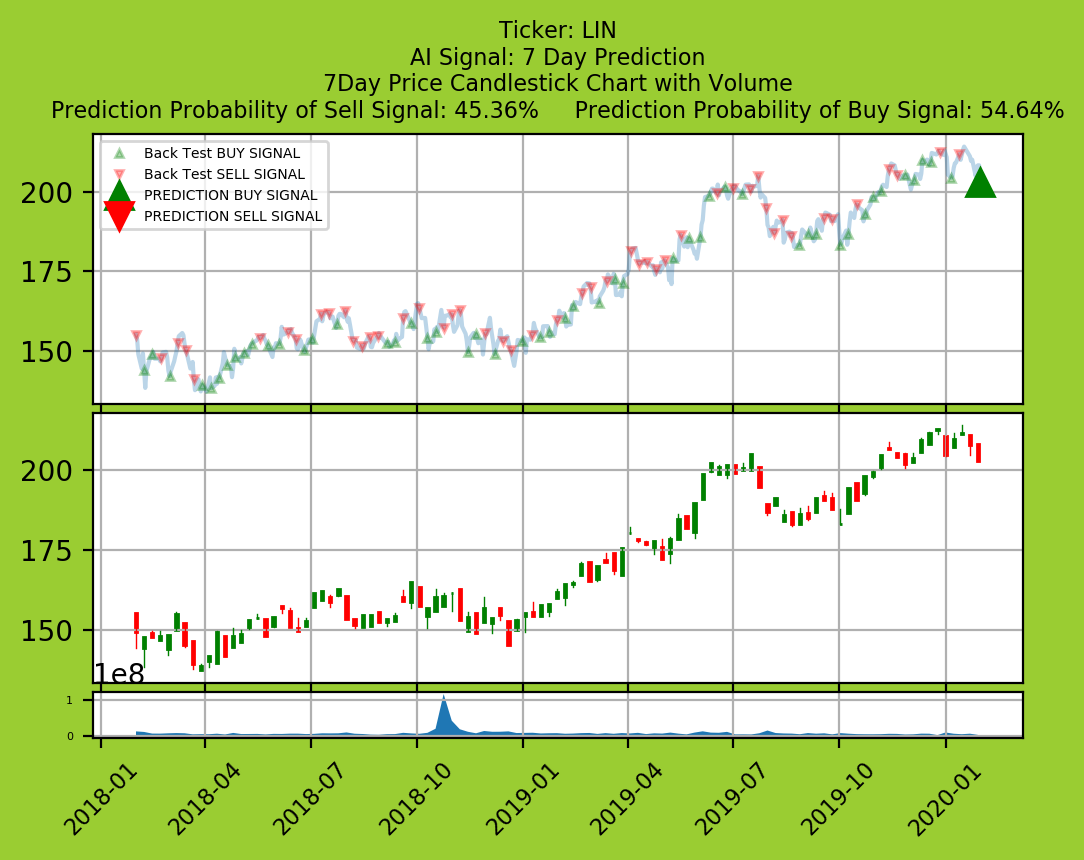 Ticker: LIN
AI Signal: 7 Day Prediction
7Day Price Candlestick Chart with Volume
Prediction Probability of Sell Signal: 45.36%     Prediction Probability of Buy Signal: 54.64%
Back Test BUY SIGNAL
Back Test SELL SIGNAL
PREDICTION BUY SIGNAL
PREDICTION SELL SIGNAL
200
175
150
200
175
150
1e8
1
0
2018-01
2018-04
2018-07
2018-10
2019-01
2019-04
2019-07
2019-10
2020-01